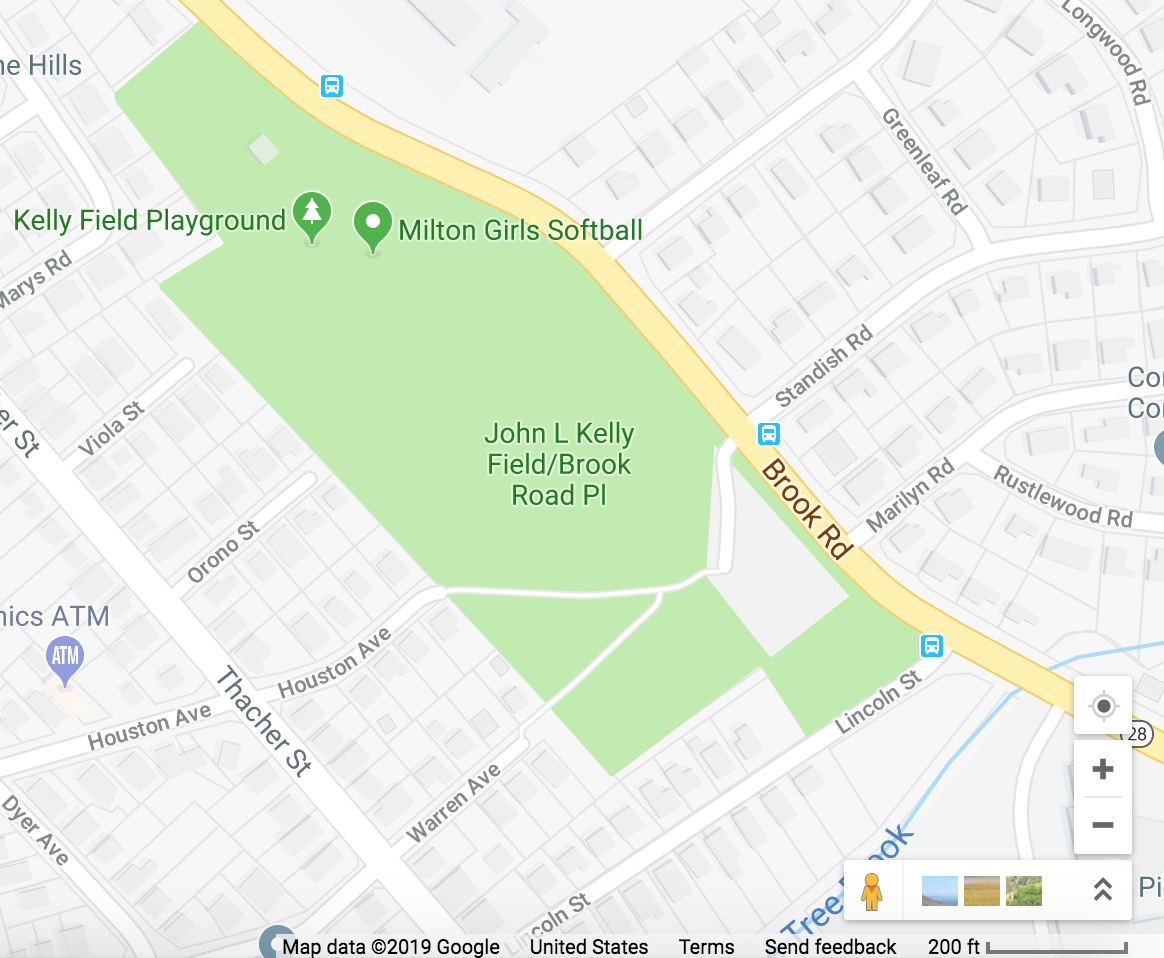 Longwood Rd
ne Hills
Greenleaf Rd
Kelly Field Playground
Milton Girls Softball
Marys Rd
Standish Rd
Co
Co
er St
Viola St
John L Kelly
Field/Brook
Road Pl
Brook Rd
Marilyn Rd
Rustlewood Rd
Orono St
nics ATM
ATM
Houston Ave
Thacher St
Lincoln St
Houston Ave
28
Warren Ave
Dyer Ave
Tree Brook
Pi
Lincoln St
Map data ©2019 Google United States Terms Send feedback 200 ft